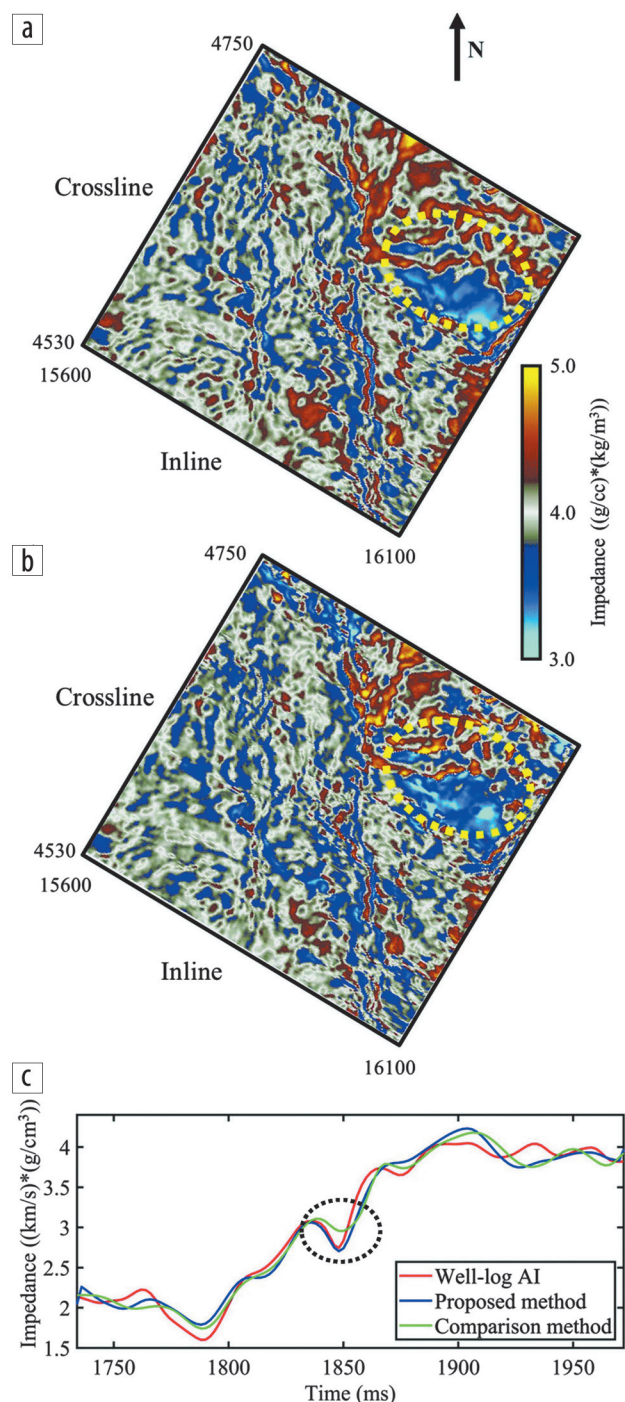 a
4750
N
Crossline
4530
15600
Inline
16100
5.0
4.0
3.0
Impedance ((g/cc)*(kg/m³))
b
4750
Crossline
4530
15600
Inline
16100
c
Impedance ((km/s)*(g/cm³))
4
3.5
3
2.5
2
1.5
Well-log AI
Proposed method
Comparison method
1750
1800
1850
1900
1950
Time (ms)